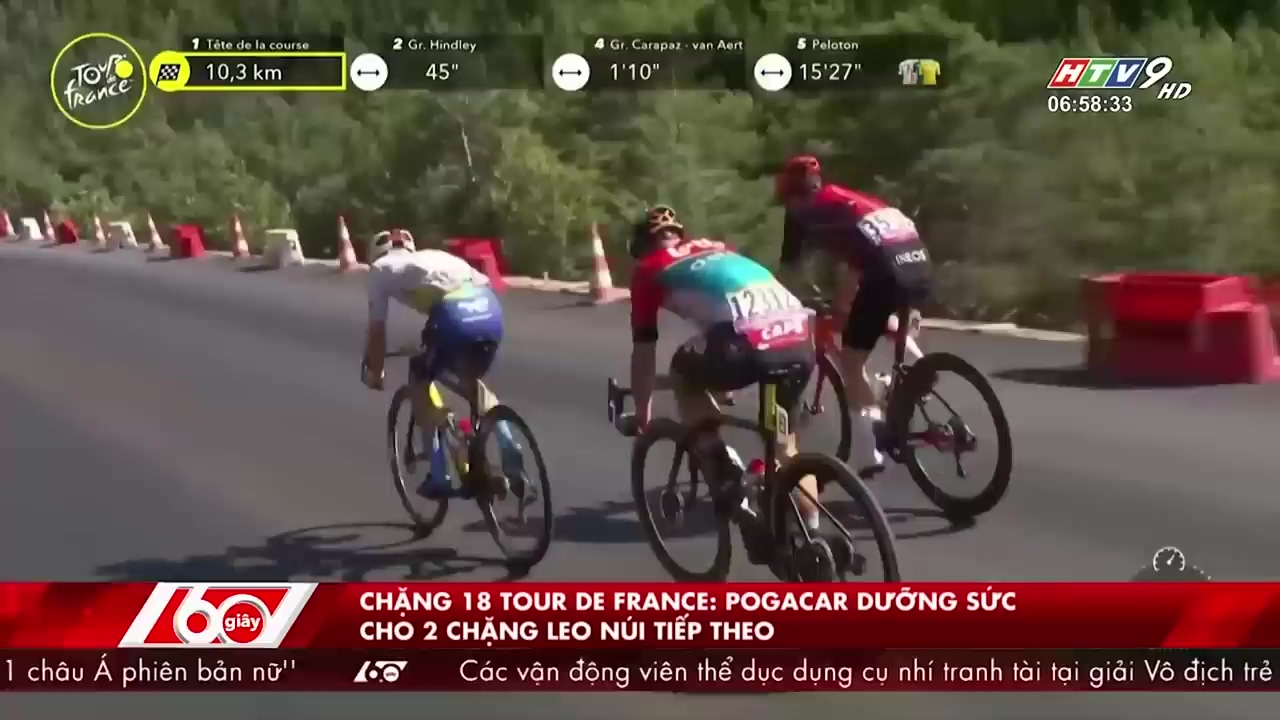 1 Tête de la course
10,3 km
2 Gr. Hindley
45"
4 Gr. Carapaz - van Aert
1'10"
5 Peloton
15'27"
TOUR de france
HTV9 HD
06:58:33
INEOS
60 giây
CHẶNG 18 TOUR DE FRANCE: POGACAR DƯỠNG SỨC
CHO 2 CHẶNG LEO NÚI TIẾP THEO
1 châu Á phiên bản nữ''
60
Các vận động viên thể dục dụng cụ nhí tranh tài tại giải Vô địch trẻ